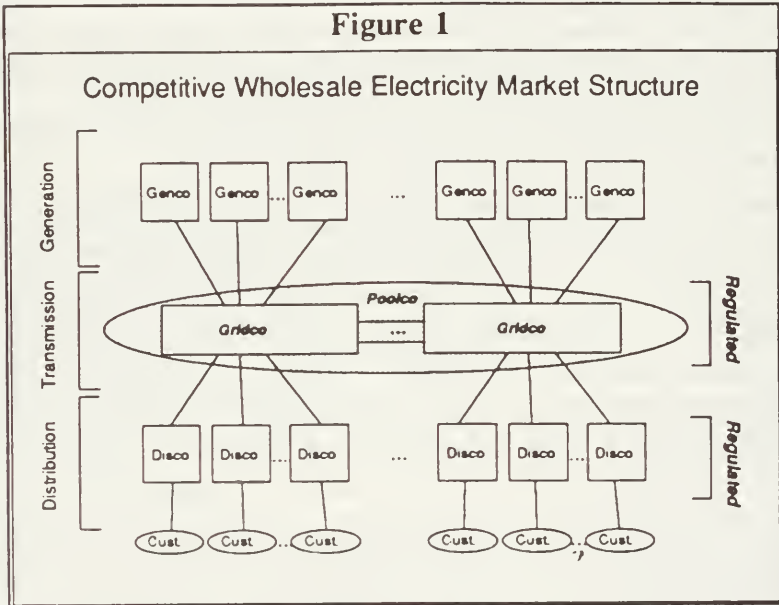 Figure 1
Competitive Wholesale Electricity Market Structure
Generation
Genco Genco ... Genco ... Genco Genco ... Genco
Transmission
Poolco
Gridco ... Gridco
Regulated
Distribution
Disco Disco ... Disco ... Disco Disco ... Disco
Regulated
Cust. Cust. ... Cust. Cust. Cust. ... Cust.